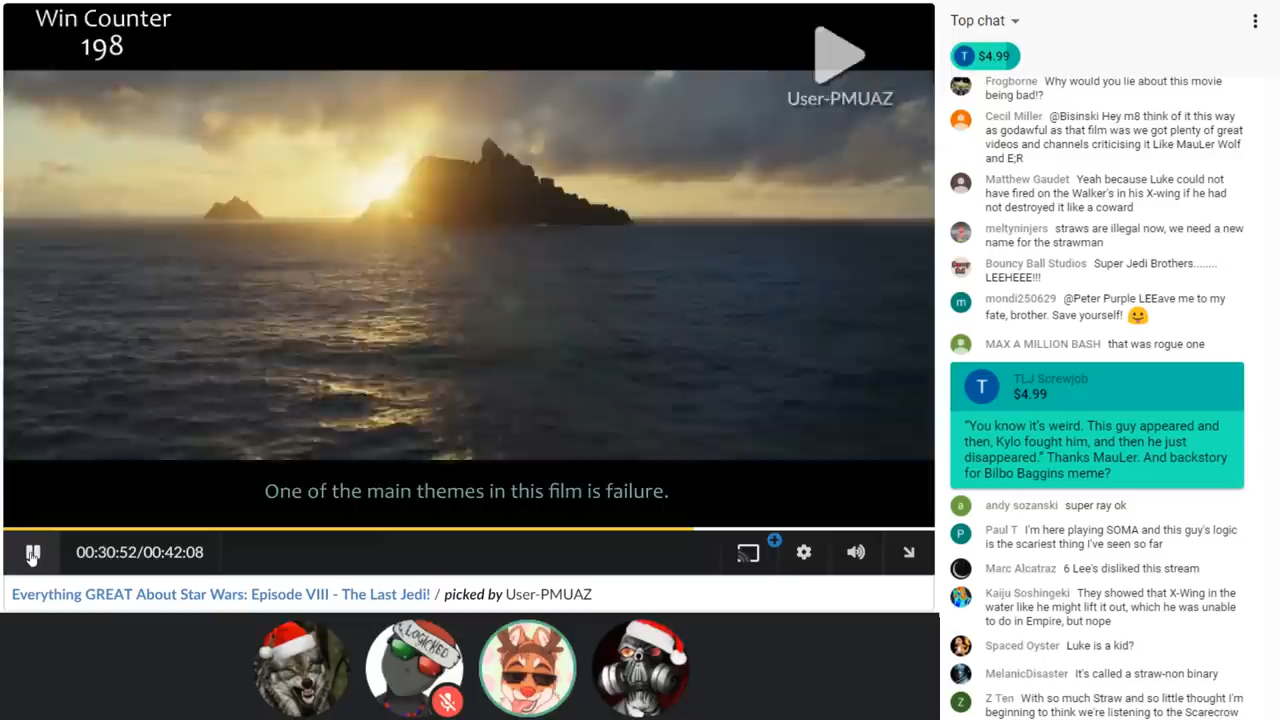 Win Counter
198
User-PMUAZ
One of the main themes in this film is failure.
00:30:52/00:42:08
Everything GREAT About Star Wars: Episode VIII - The Last Jedi! / picked by User-PMUAZ
LOGICKED
Top chat
T $4.99
Frogborne Why would you lie about this movie
being bad!?
Cecil Miller @Bisinski Hey m8 think of it this way
as godawful as that film was we got plenty of great
videos and channels criticising it Like MauLer Wolf
and E;R
Matthew Gaudet Yeah because Luke could not
have fired on the Walker's in his X-wing if he had
not destroyed it like a coward
meltyninjers straws are illegal now, we need a new
name for the strawman
Bouncy Ball Studios Super Jedi Brothers........
LEEHEEE!!!
m mondi250629 @Peter Purple LEEave me to my
fate, brother. Save yourself!
MAX A MILLION BASH that was rogue one
T TLJ Screwjob
$4.99
"You know it's weird. This guy appeared and
then, Kylo fought him, and then he just
disappeared." Thanks MauLer. And backstory
for Bilbo Baggins meme?
a andy sozanski super ray ok
P Paul T I'm here playing SOMA and this guy's logic
is the scariest thing I've seen so far
Marc Alcatraz 6 Lee's disliked this stream
Kaiju Soshingeki They showed that X-Wing in the
water like he might lift it out, which he was unable
to do in Empire, but nope
Spaced Oyster Luke is a kid?
MelanicDisaster It's called a straw-non binary
Z Z Ten With so much Straw and so little thought I'm
beginning to think we're listening to the Scarecrow